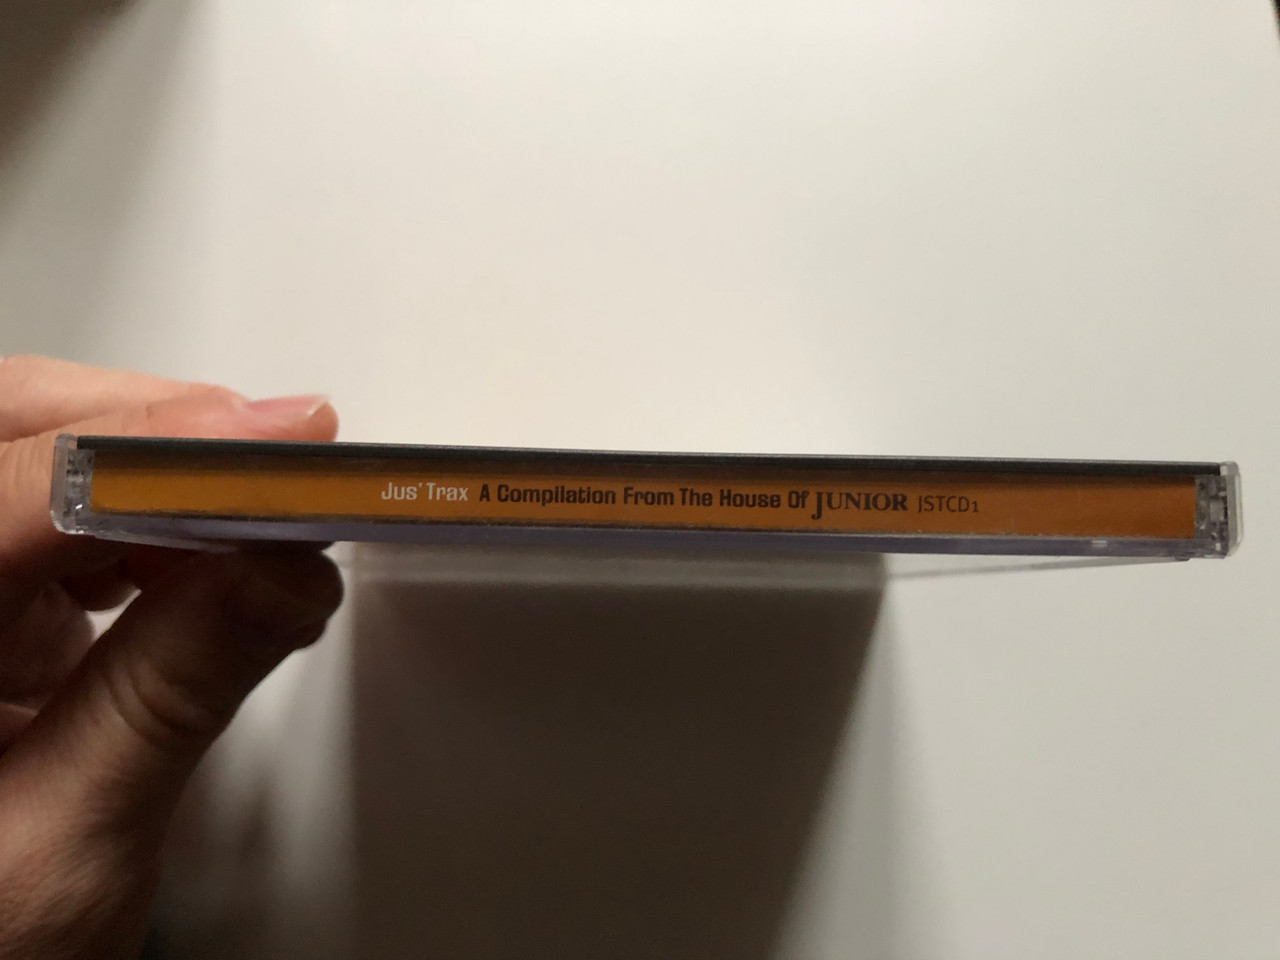 Jus' Trax A Compilation From The House Of JUNIOR JSTCD1